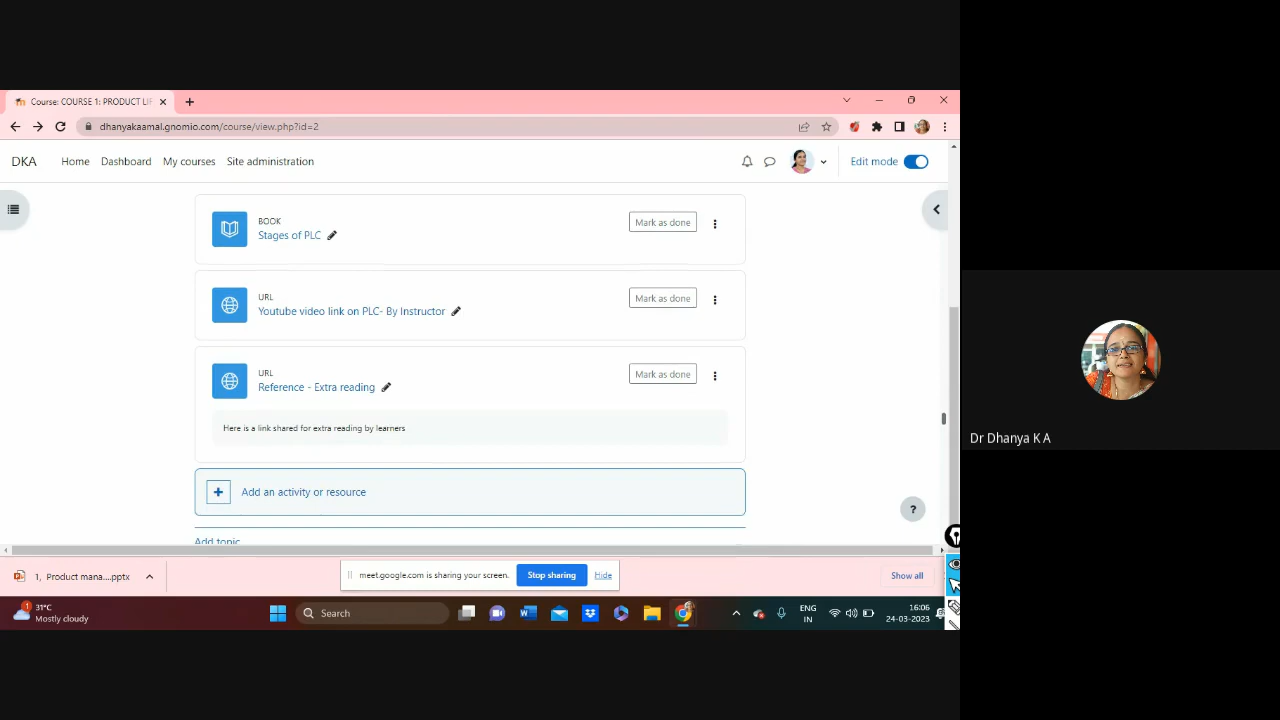 Course: COURSE 1: PRODUCT LIF
dhanyakaamal.gnomio.com/course/view.php?id=2
DKA Home Dashboard My courses Site administration Edit mode
BOOK
Stages of PLC
Mark as done
URL
Youtube video link on PLC- By Instructor
Mark as done
URL
Reference - Extra reading
Mark as done
Here is a link shared for extra reading by learners
+ Add an activity or resource
?
Add topic
Dr Dhanya K A
1, Product mana....pptx
meet.google.com is sharing your screen. Stop sharing Hide
Show all
1
31°C
Mostly cloudy
Search
ENG
IN
16:06
24-03-2023